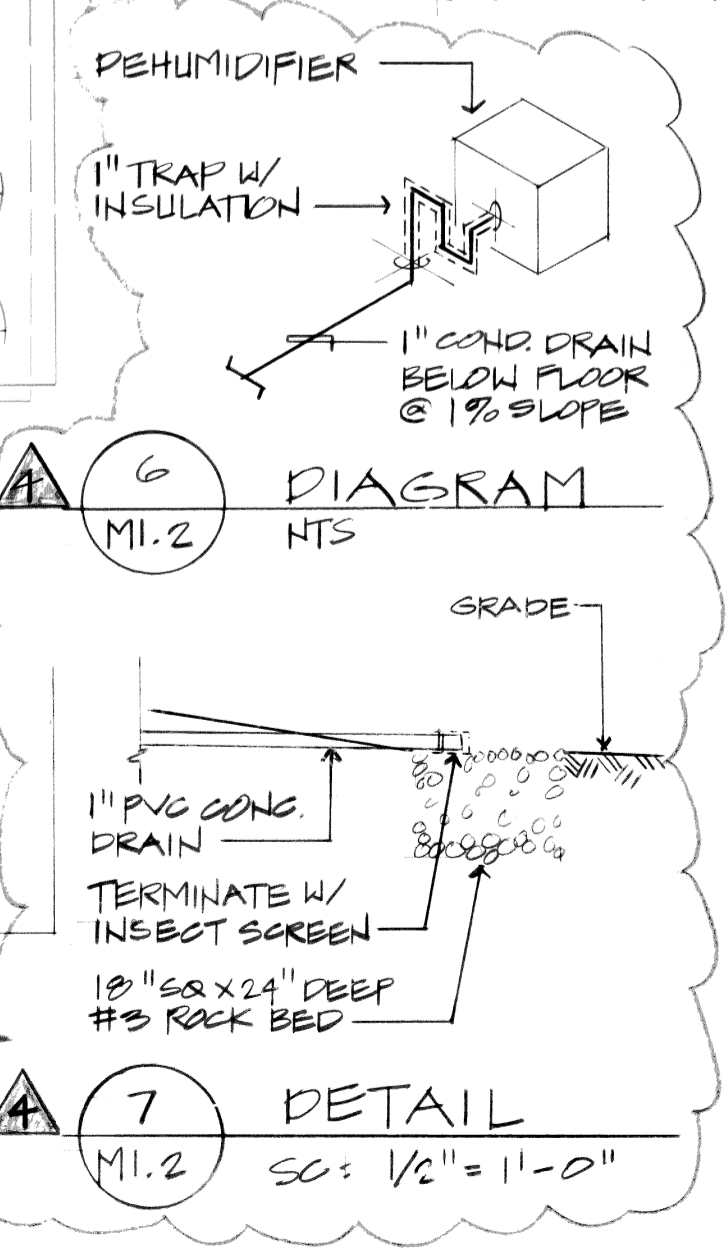 DEHUMIDIFIER
1" TRAP W/
INSULATION
1" COND. DRAIN
BELOW FLOOR
@ 1% SLOPE
4
6
M1.2
DIAGRAM
NTS
GRADE
1" PVC CONC.
DRAIN
TERMINATE W/
INSECT SCREEN
18" SQ X 24" DEEP
#3 ROCK BED
4
7
M1.2
DETAIL
SC: 1/2" = 1'-0"